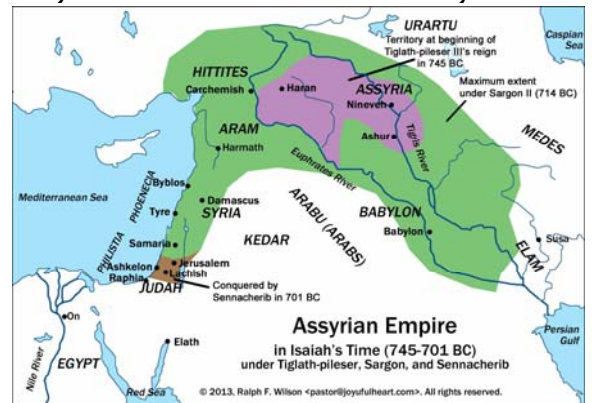 URARTU
Territory at beginning of
Tiglath-pileser III's reign
in 745 BC
Caspian
Sea
HITTITES
Carchemish
Haran
ASSYRIA
Nineveh
Maximum extent
under Sargon II (714 BC)
ARAM
Harmath
Ashur
Tigris River
MEDES
Euphrates River
Mediterranean Sea
PHOENECIA
Byblos
Tyre
Damascus
SYRIA
ARABU (ARABS)
BABYLON
Babylon
Samaria
KEDAR
ELAM
Susa
PHILISTIA
Ashkelon
Raphia
Jerusalem
Lachish
JUDAH
Conquered by
Sennacherib in 701 BC
On
Elath
EGYPT
Nile River
Red Sea
Persian
Gulf
Assyrian Empire
in Isaiah's Time (745-701 BC)
under Tiglath-pileser, Sargon, and Sennacherib
© 2013, Ralph F. Wilson <pastor@joyfulheart.com>. All rights reserved.